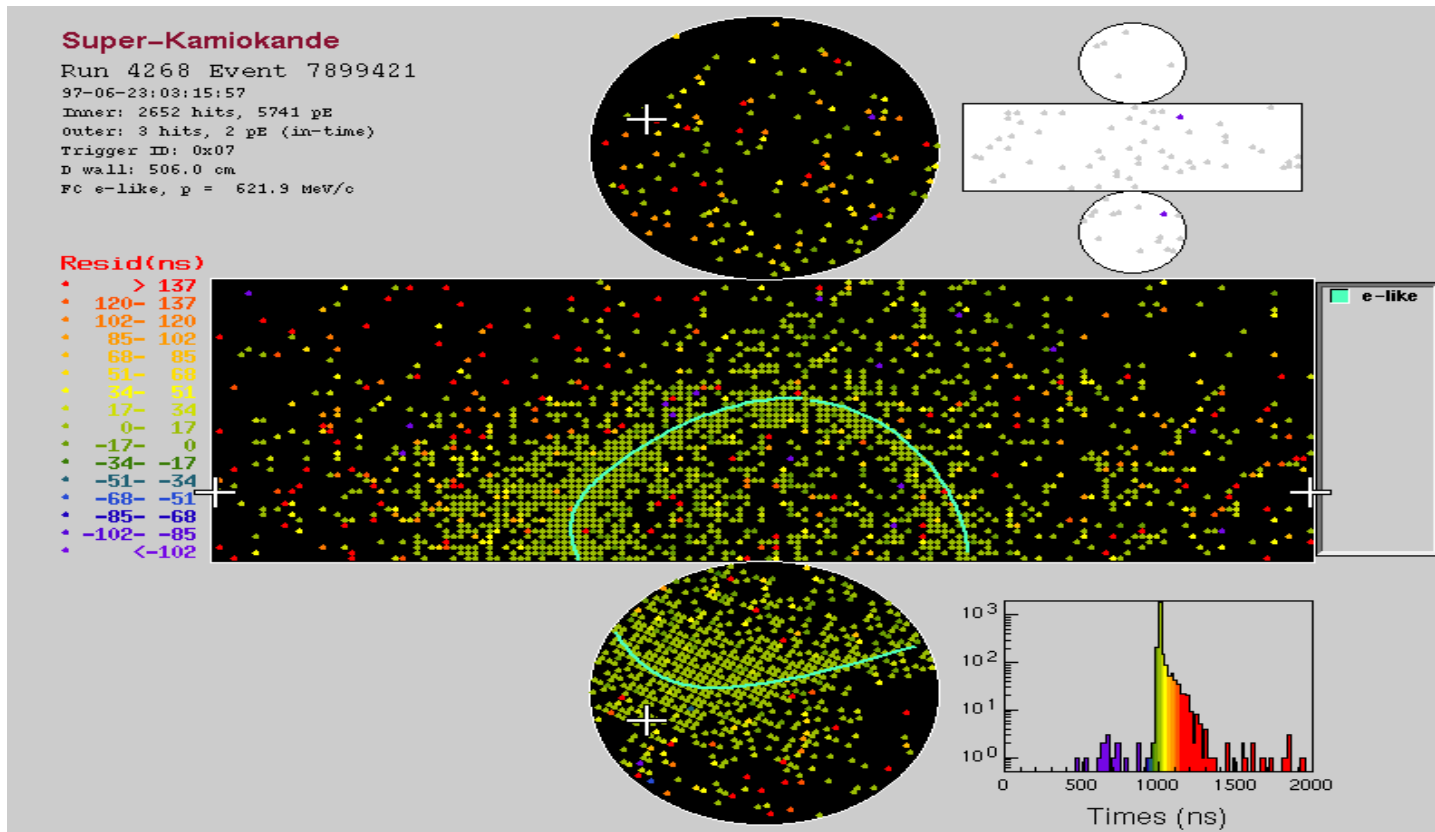 Super-Kamiokande
Run 4268 Event 7899421
97-06-23:03:15:57
Inner: 2652 hits, 5741 pE
Outer: 3 hits, 2 pE (in-time)
Trigger ID: 0x07
D wall: 506.0 cm
FC e-like, p = 621.9 MeV/c
Resid(ns)
> 137
120- 137
102- 120
85- 102
68- 85
51- 68
34- 51
17- 34
0- 17
-17- 0
-34- -17
-51- -34
-68- -51
-85- -68
-102- -85
<-102
e-like
10³
10²
10¹
10⁰
0 500 1000 1500 2000
Times (ns)